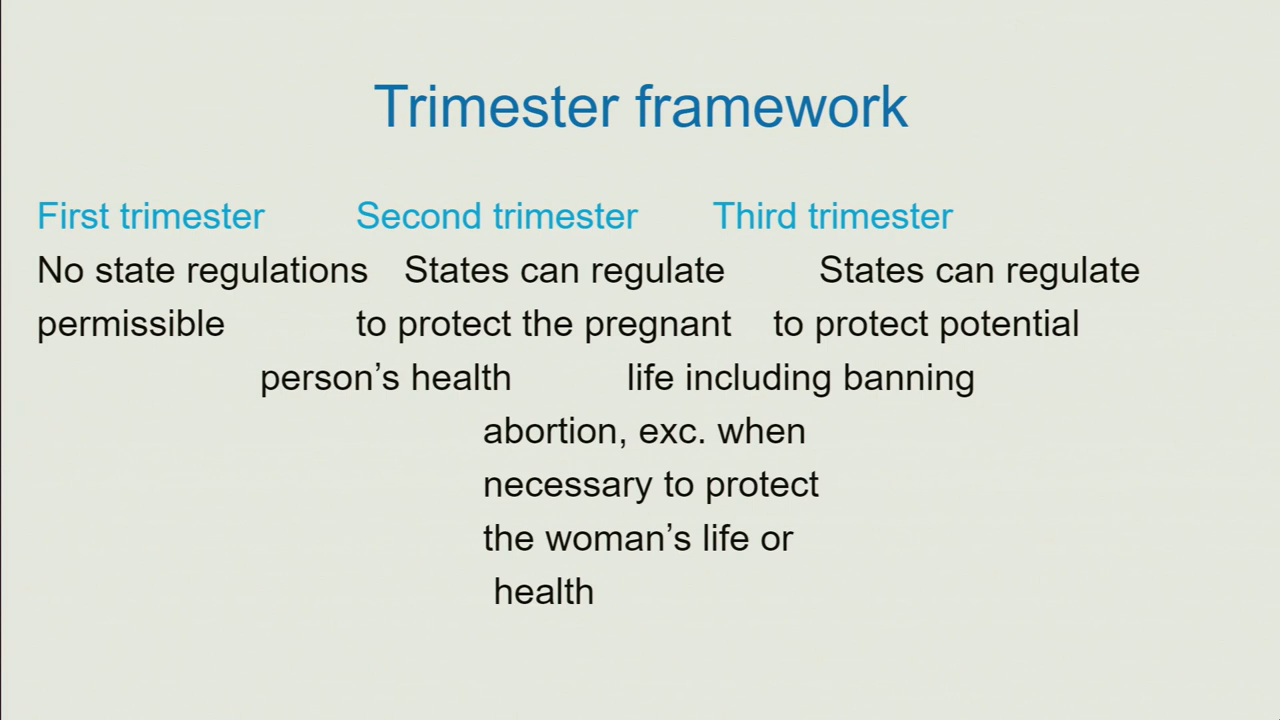 Trimester framework
First trimester Second trimester Third trimester
No state regulations States can regulate States can regulate
permissible to protect the pregnant to protect potential
person’s health life including banning
abortion, exc. when
necessary to protect
the woman’s life or
health